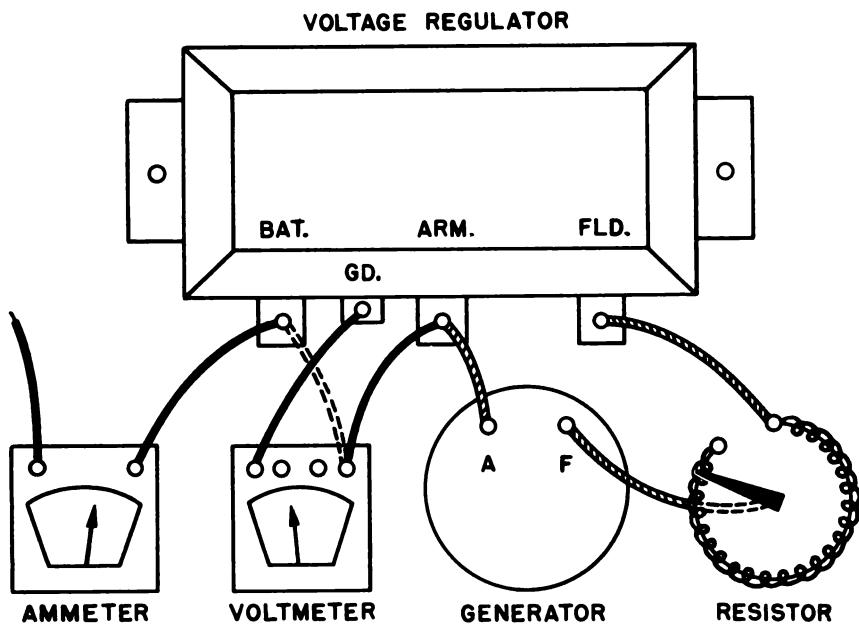 VOLTAGE REGULATOR
BAT. ARM. FLD.
GD.
A F
AMMETER VOLTMETER GENERATOR RESISTOR